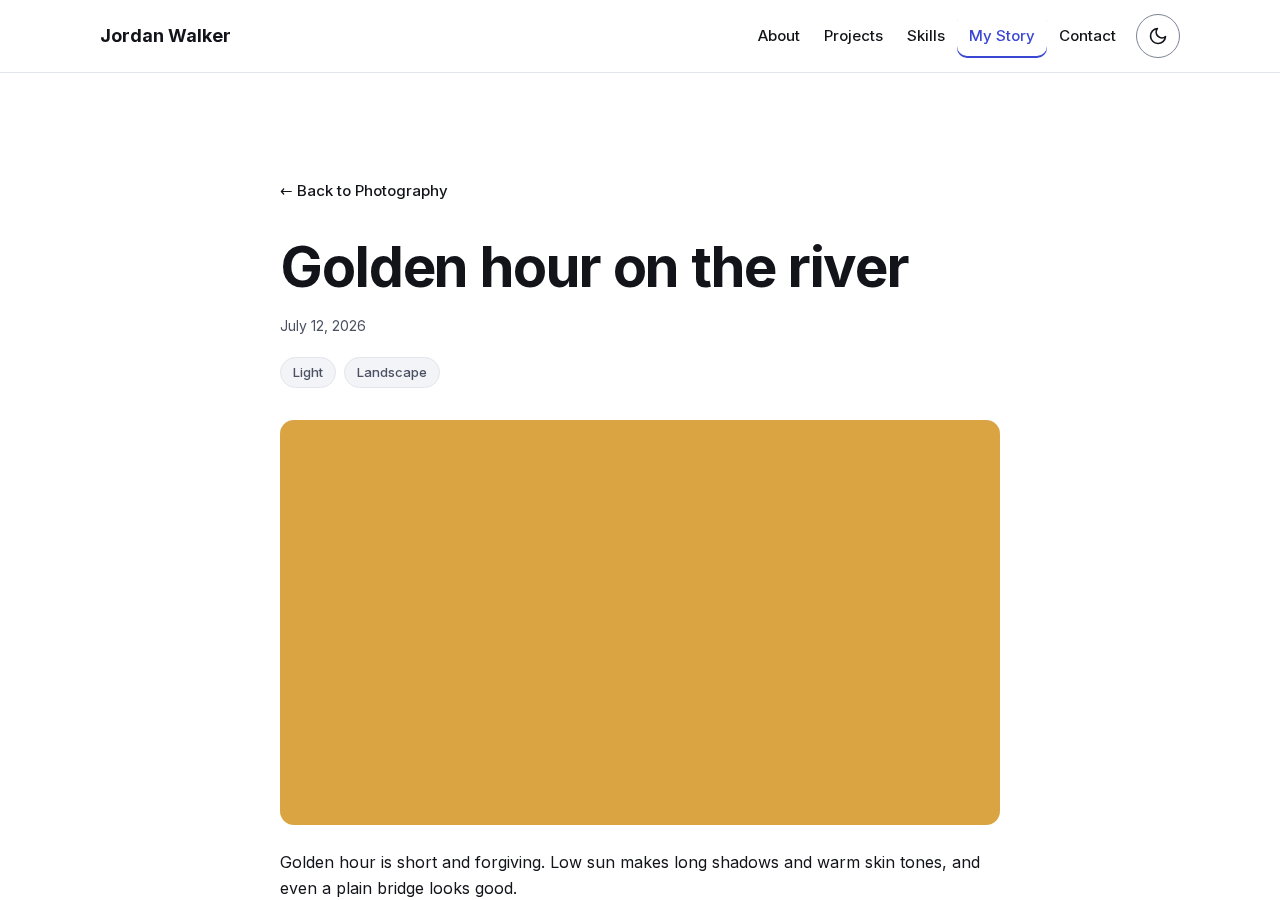 Jordan Walker
About
Projects
Skills
My Story
Contact
← Back to Photography
Golden hour on the river
July 12, 2026
Light
Landscape
Golden hour is short and forgiving. Low sun makes long shadows and warm skin tones, and
even a plain bridge looks good.